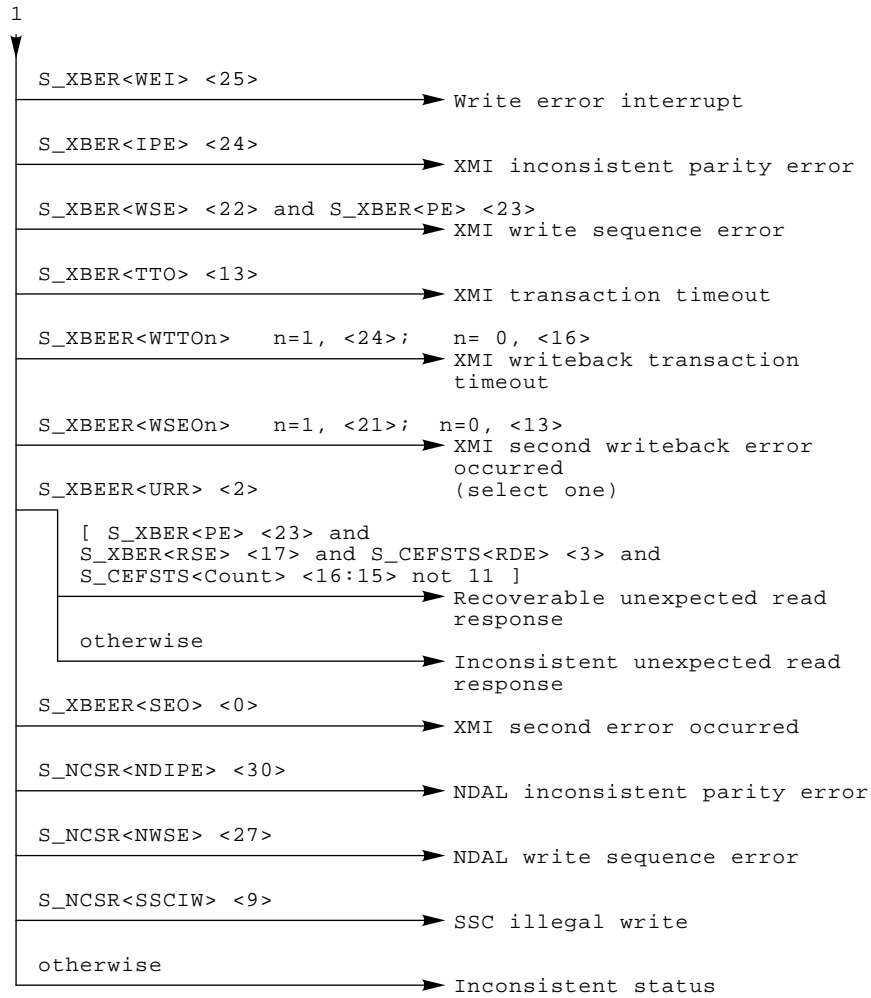 1
S_XBER<WEI> <25>
Write error interrupt
S_XBER<IPE> <24>
XMI inconsistent parity error
S_XBER<WSE> <22> and S_XBER<PE> <23>
XMI write sequence error
S_XBER<TTO> <13>
XMI transaction timeout
S_XBEER<WTTOn>   n=1, <24>;   n= 0, <16>
XMI writeback transaction
timeout
S_XBEER<WSEOn>   n=1, <21>;  n=0, <13>
XMI second writeback error
occurred
(select one)
S_XBEER<URR> <2>
[ S_XBER<PE> <23> and
S_XBER<RSE> <17> and S_CEFSTS<RDE> <3> and
S_CEFSTS<Count> <16:15> not 11 ]
Recoverable unexpected read
response
otherwise
Inconsistent unexpected read
response
S_XBEER<SEO> <0>
XMI second error occurred
S_NCSR<NDIPE> <30>
NDAL inconsistent parity error
S_NCSR<NWSE> <27>
NDAL write sequence error
S_NCSR<SSCIW> <9>
SSC illegal write
otherwise
Inconsistent status